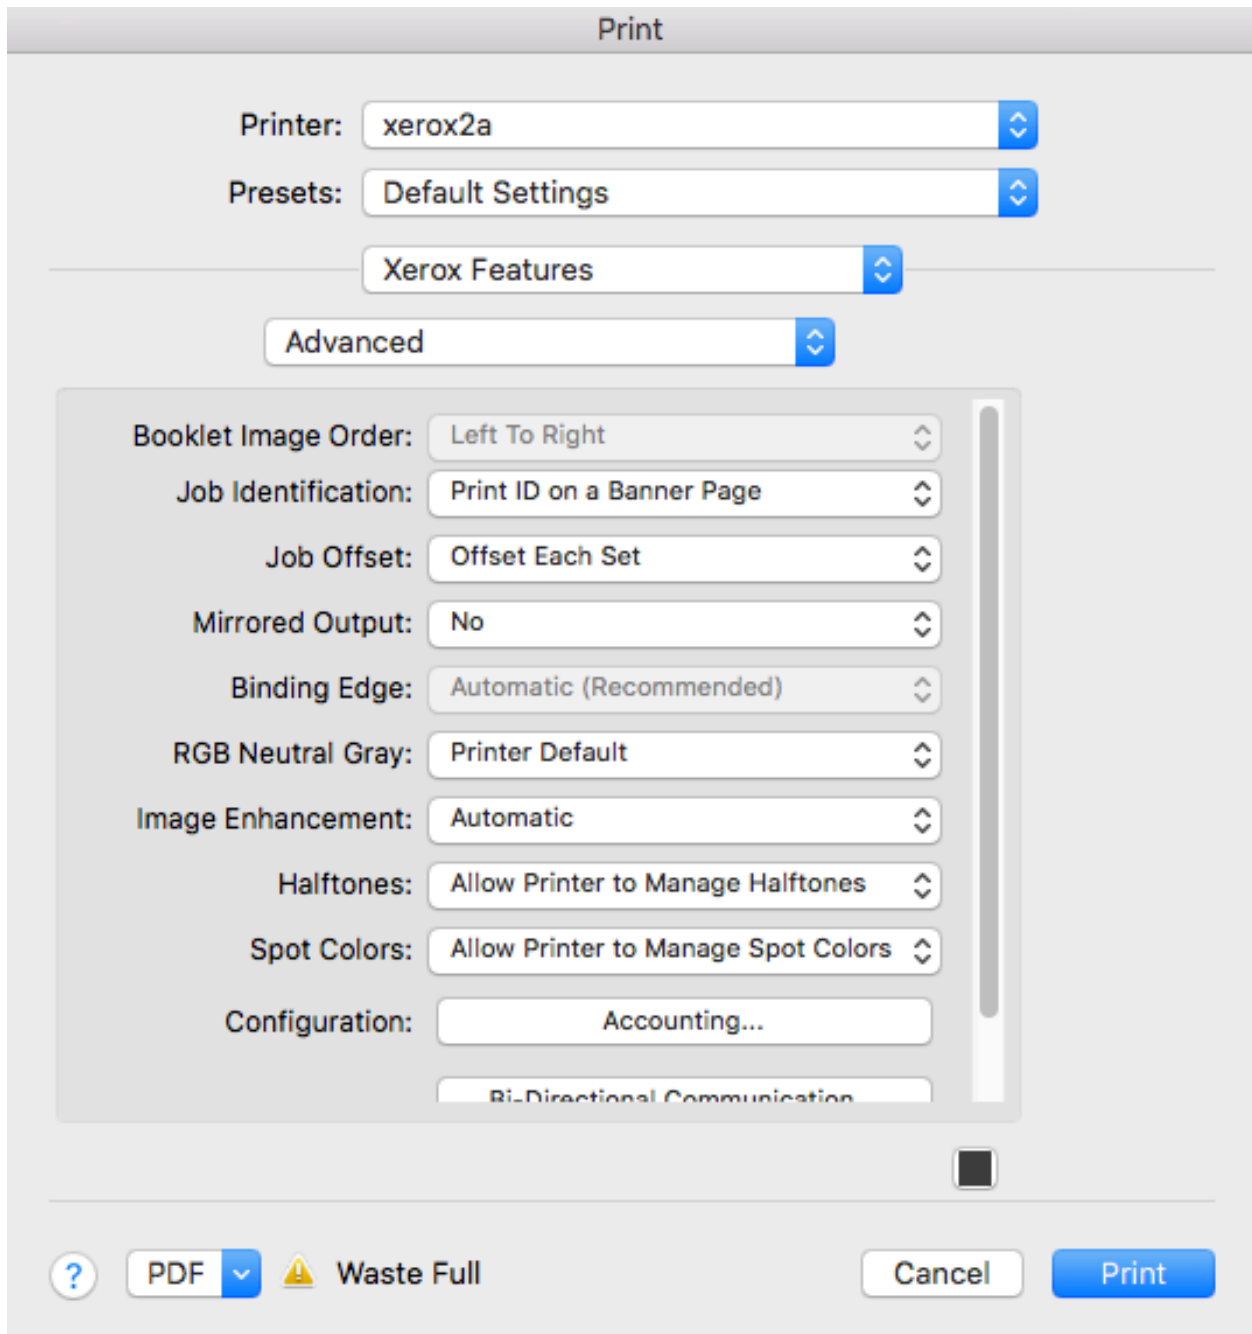 Print
Printer: xerox2a
Presets: Default Settings
Xerox Features
Advanced
Booklet Image Order: Left To Right
Job Identification: Print ID on a Banner Page
Job Offset: Offset Each Set
Mirrored Output: No
Binding Edge: Automatic (Recommended)
RGB Neutral Gray: Printer Default
Image Enhancement: Automatic
Halftones: Allow Printer to Manage Halftones
Spot Colors: Allow Printer to Manage Spot Colors
Configuration: Accounting...
Bi-Directional Communication
? PDF Waste Full Cancel Print